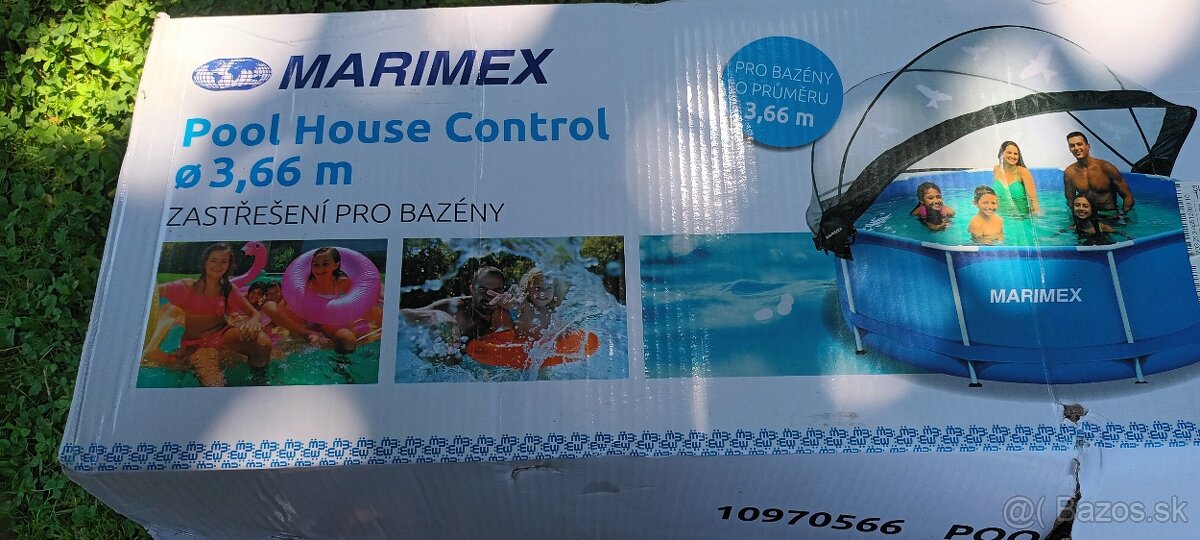 MARIMEX
Pool House Control
ø 3,66 m
ZASTŘEŠENÍ PRO BAZÉNY
PRO BAZÉNY
O PRŮMĚRU
3,66 m
MARIMEX
MARIMEX
10970566 POO
@( Bazos.sk